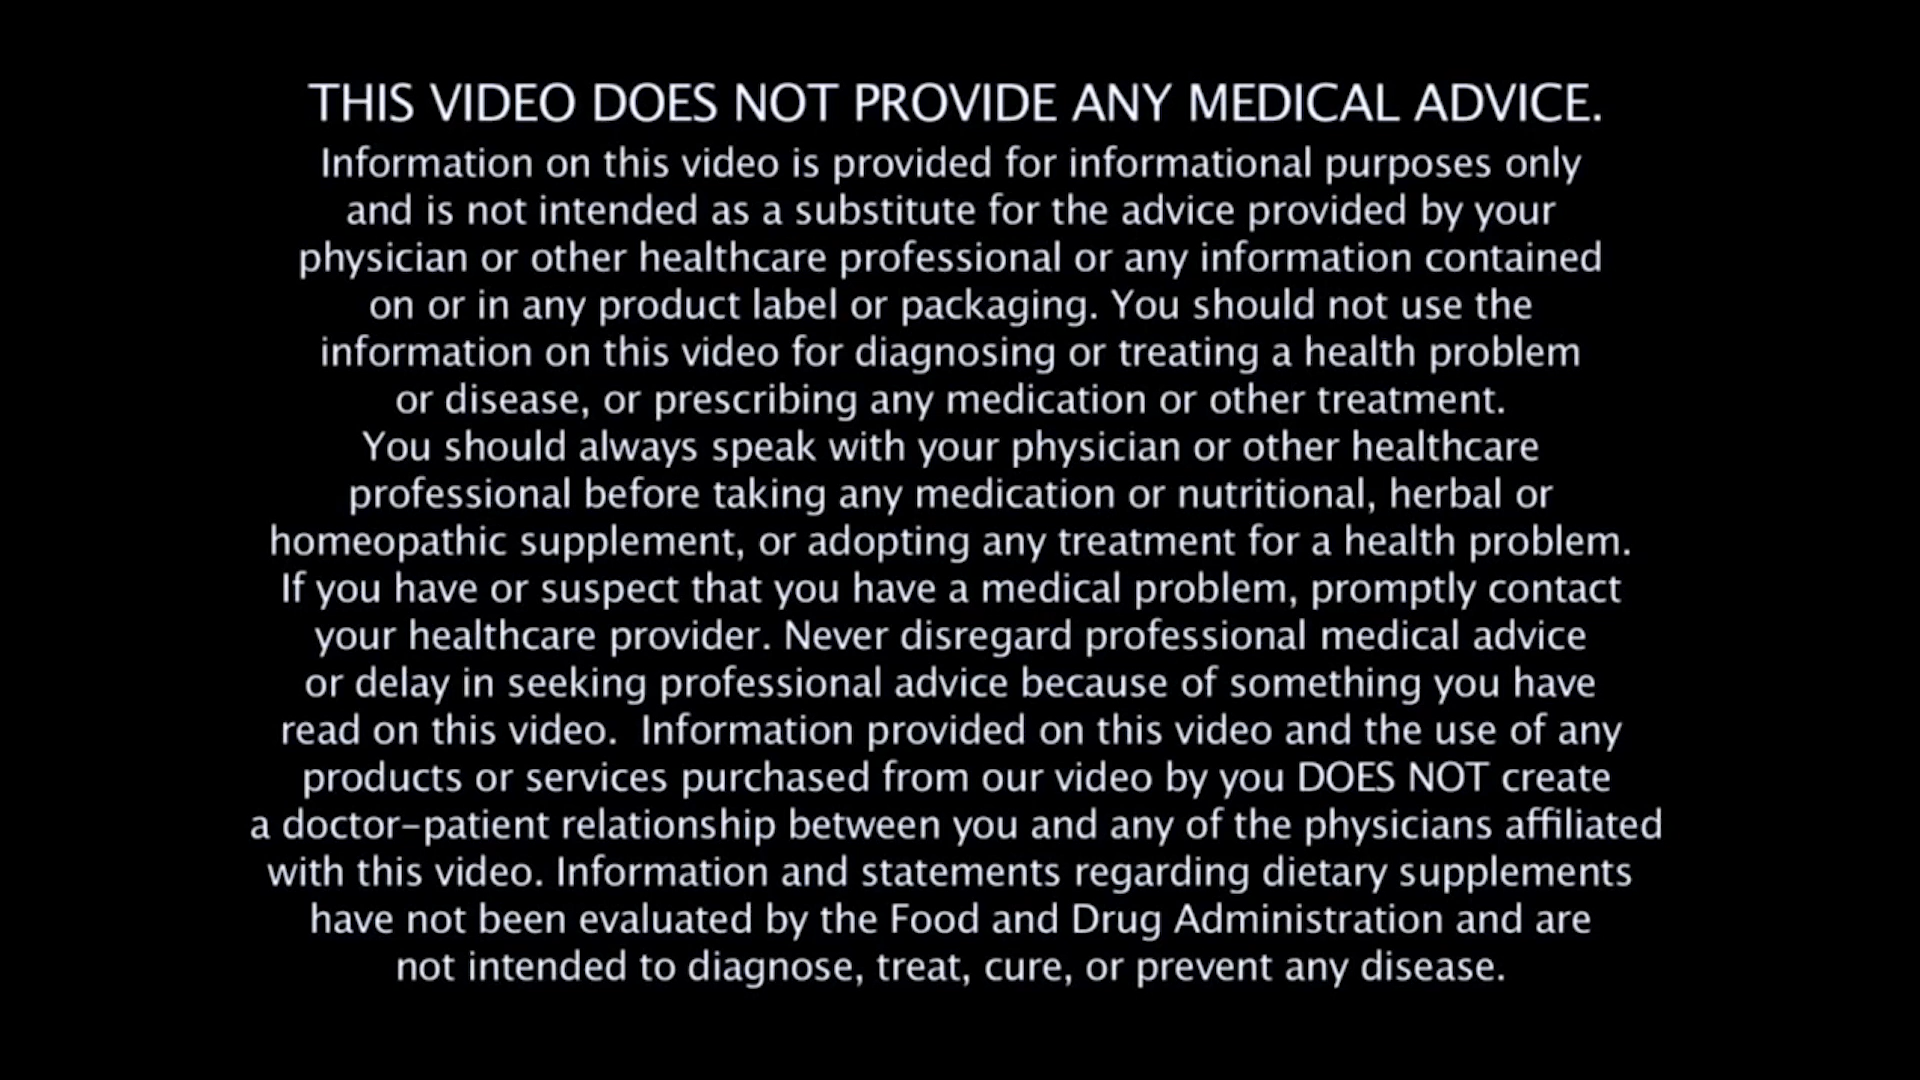 THIS VIDEO DOES NOT PROVIDE ANY MEDICAL ADVICE.
Information on this video is provided for informational purposes only
and is not intended as a substitute for the advice provided by your
physician or other healthcare professional or any information contained
on or in any product label or packaging. You should not use the
information on this video for diagnosing or treating a health problem
or disease, or prescribing any medication or other treatment.
You should always speak with your physician or other healthcare
professional before taking any medication or nutritional, herbal or
homeopathic supplement, or adopting any treatment for a health problem.
If you have or suspect that you have a medical problem, promptly contact
your healthcare provider. Never disregard professional medical advice
or delay in seeking professional advice because of something you have
read on this video.  Information provided on this video and the use of any
products or services purchased from our video by you DOES NOT create
a doctor-patient relationship between you and any of the physicians affiliated
with this video. Information and statements regarding dietary supplements
have not been evaluated by the Food and Drug Administration and are
not intended to diagnose, treat, cure, or prevent any disease.